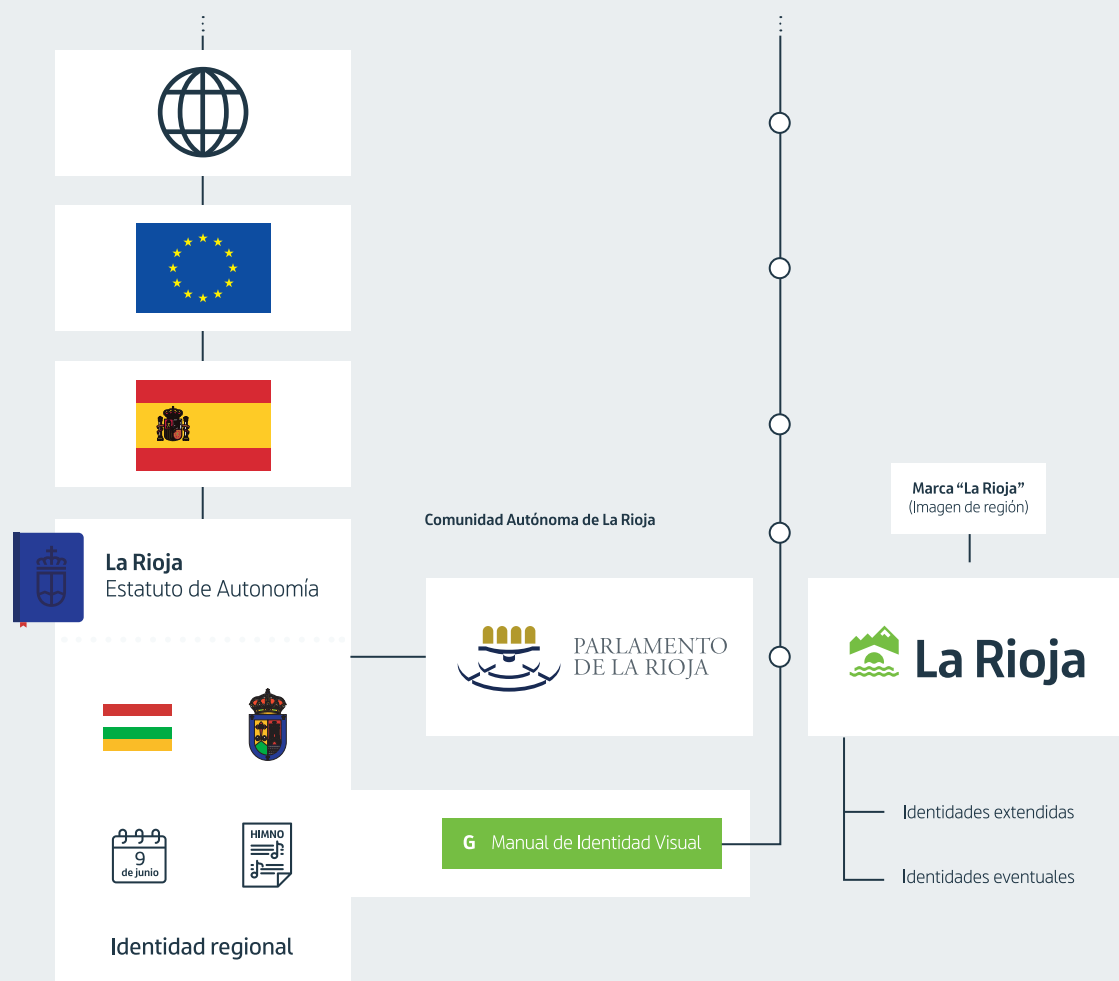 Marca “La Rioja”
(Imagen de región)
Comunidad Autónoma de La Rioja
La Rioja
Estatuto de Autonomía
PARLAMENTO
DE LA RIOJA
La Rioja
HIMNO
9
de junio
G Manual de Identidad Visual
Identidades extendidas
Identidades eventuales
Identidad regional